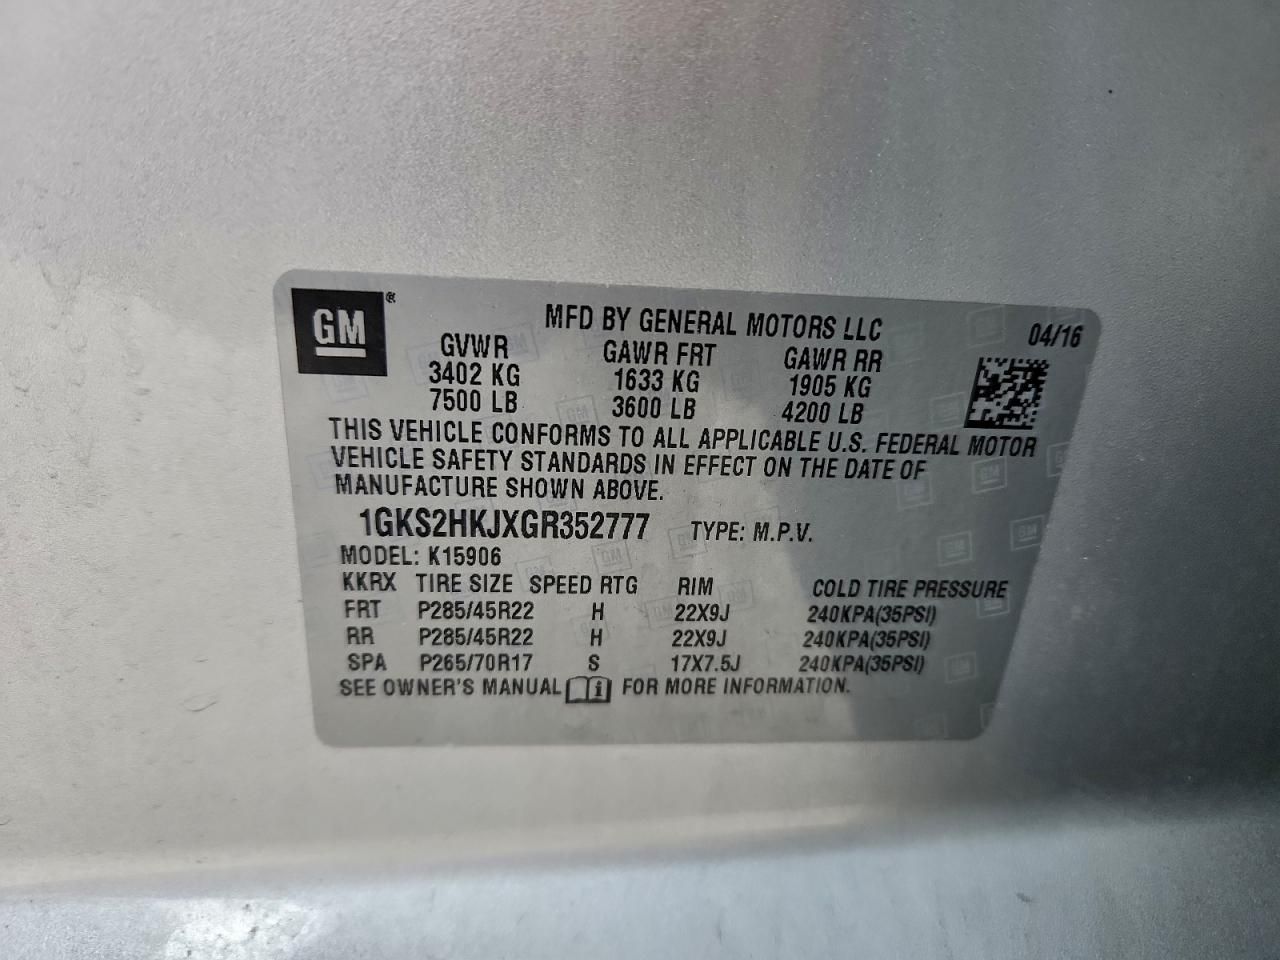 GM®
MFD BY GENERAL MOTORS LLC 04/16
GVWR GAWR FRT GAWR RR
3402 KG 1633 KG 1905 KG
7500 LB 3600 LB 4200 LB
THIS VEHICLE CONFORMS TO ALL APPLICABLE U.S. FEDERAL MOTOR
VEHICLE SAFETY STANDARDS IN EFFECT ON THE DATE OF
MANUFACTURE SHOWN ABOVE.
1GKS2HKJXGR352777 TYPE: M.P.V.
MODEL: K15906
KKRX TIRE SIZE SPEED RTG RIM COLD TIRE PRESSURE
FRT P285/45R22 H 22X9J 240KPA(35PSI)
RR P285/45R22 H 22X9J 240KPA(35PSI)
SPA P265/70R17 S 17X7.5J 240KPA(35PSI)
SEE OWNER'S MANUAL i FOR MORE INFORMATION.